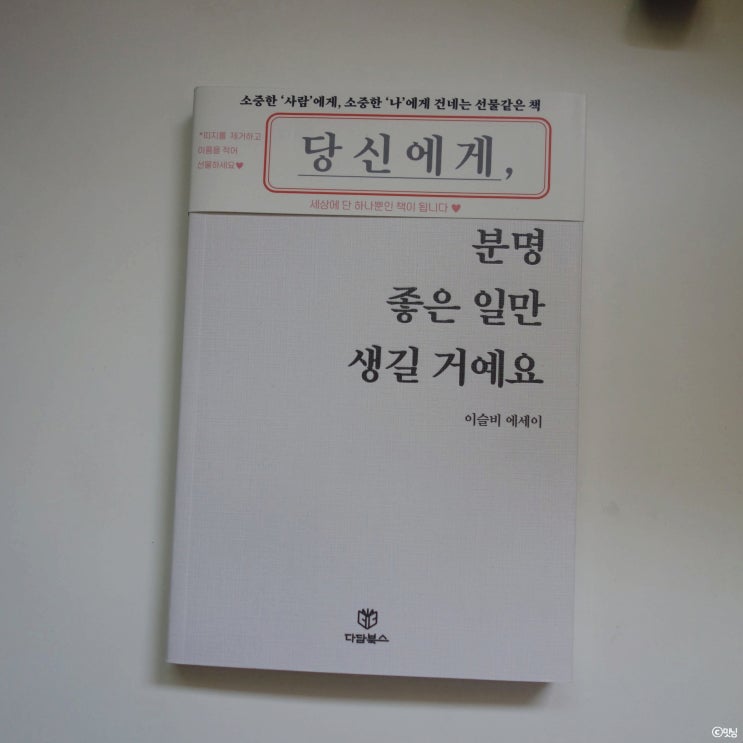 소중한 ‘사람’에게, 소중한 ‘나’에게 건네는 선물같은 책
*띠지를 제거하고
이름을 적어
선물하세요♥
당신에게,
세상에 단 하나뿐인 책이 됩니다 ♥
분명
좋은 일만
생길 거예요
이슬비 에세이
다담북스